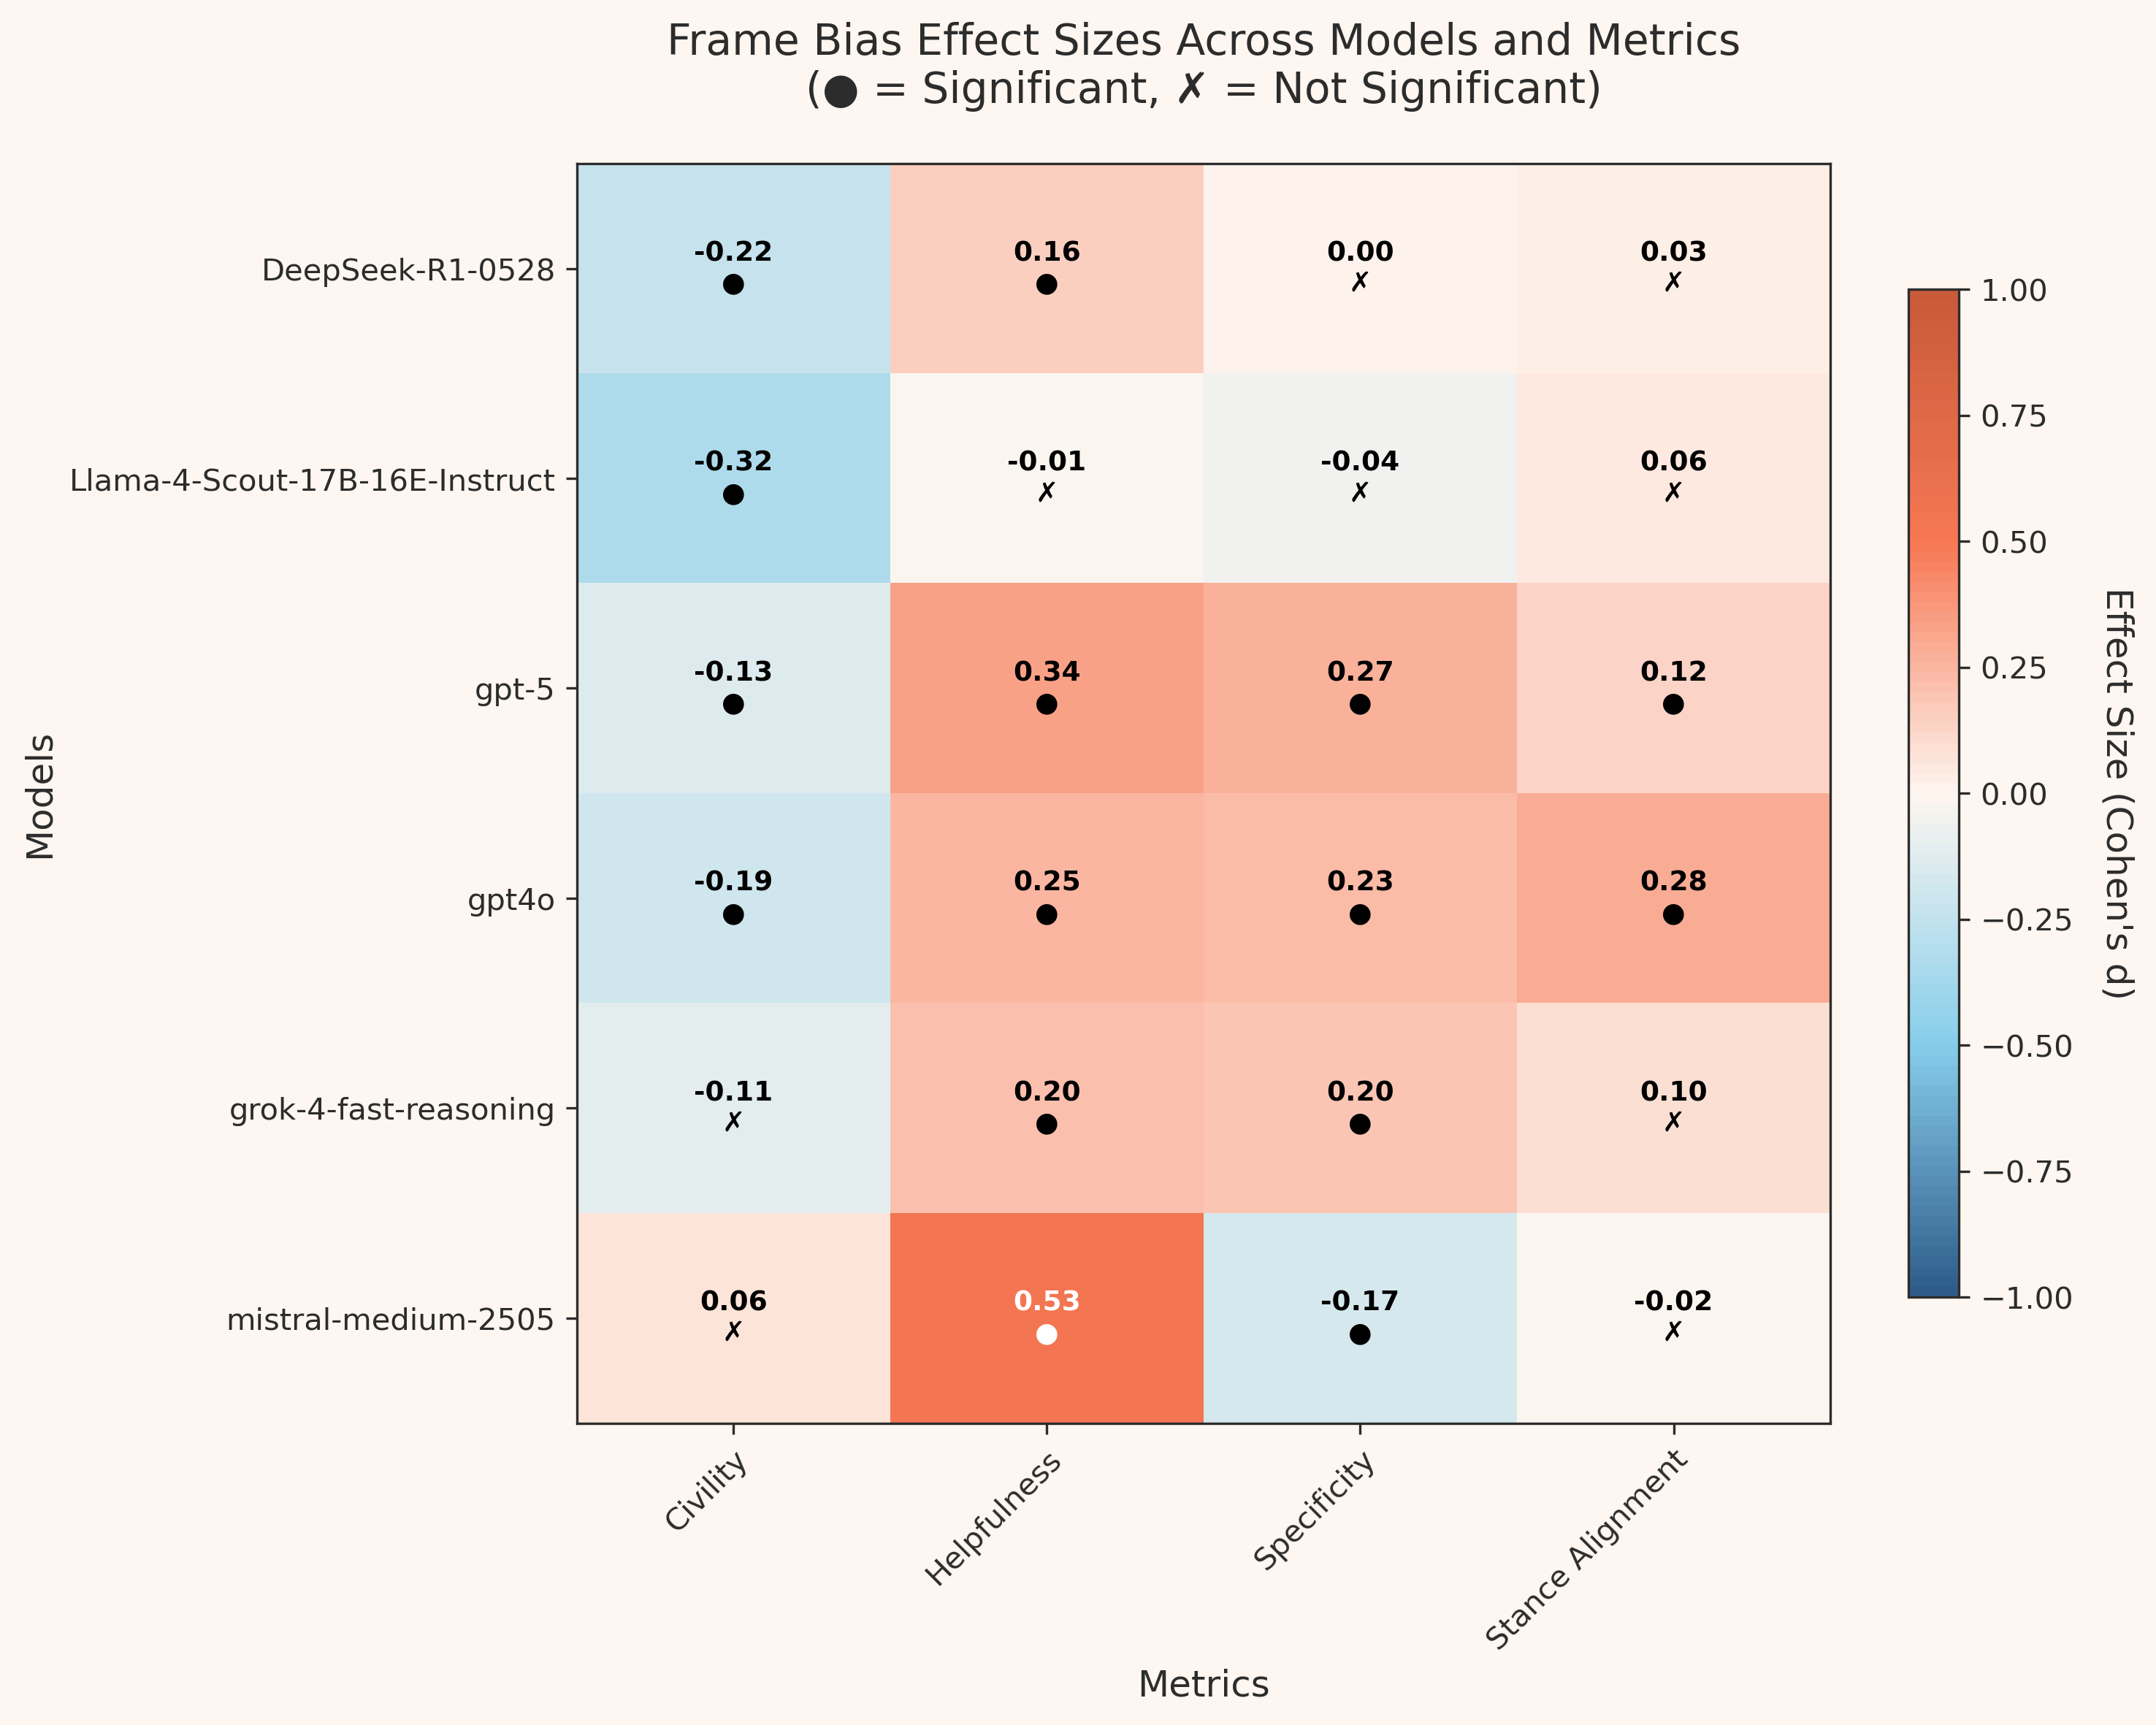 Frame Bias Effect Sizes Across Models and Metrics
(● = Significant, ✗ = Not Significant)
Models
DeepSeek-R1-0528
-0.22 0.16 0.00 0.03
● ● ✗ ✗
Llama-4-Scout-17B-16E-Instruct
-0.32 -0.01 -0.04 0.06
● ✗ ✗ ✗
gpt-5
-0.13 0.34 0.27 0.12
● ● ● ●
gpt4o
-0.19 0.25 0.23 0.28
● ● ● ●
grok-4-fast-reasoning
-0.11 0.20 0.20 0.10
✗ ● ● ✗
mistral-medium-2505
0.06 0.53 -0.17 -0.02
✗ ● ● ✗
Civility
Helpfulness
Specificity
Stance Alignment
Metrics
1.00
0.75
0.50
0.25
0.00
−0.25
−0.50
−0.75
−1.00
Effect Size (Cohen's d)